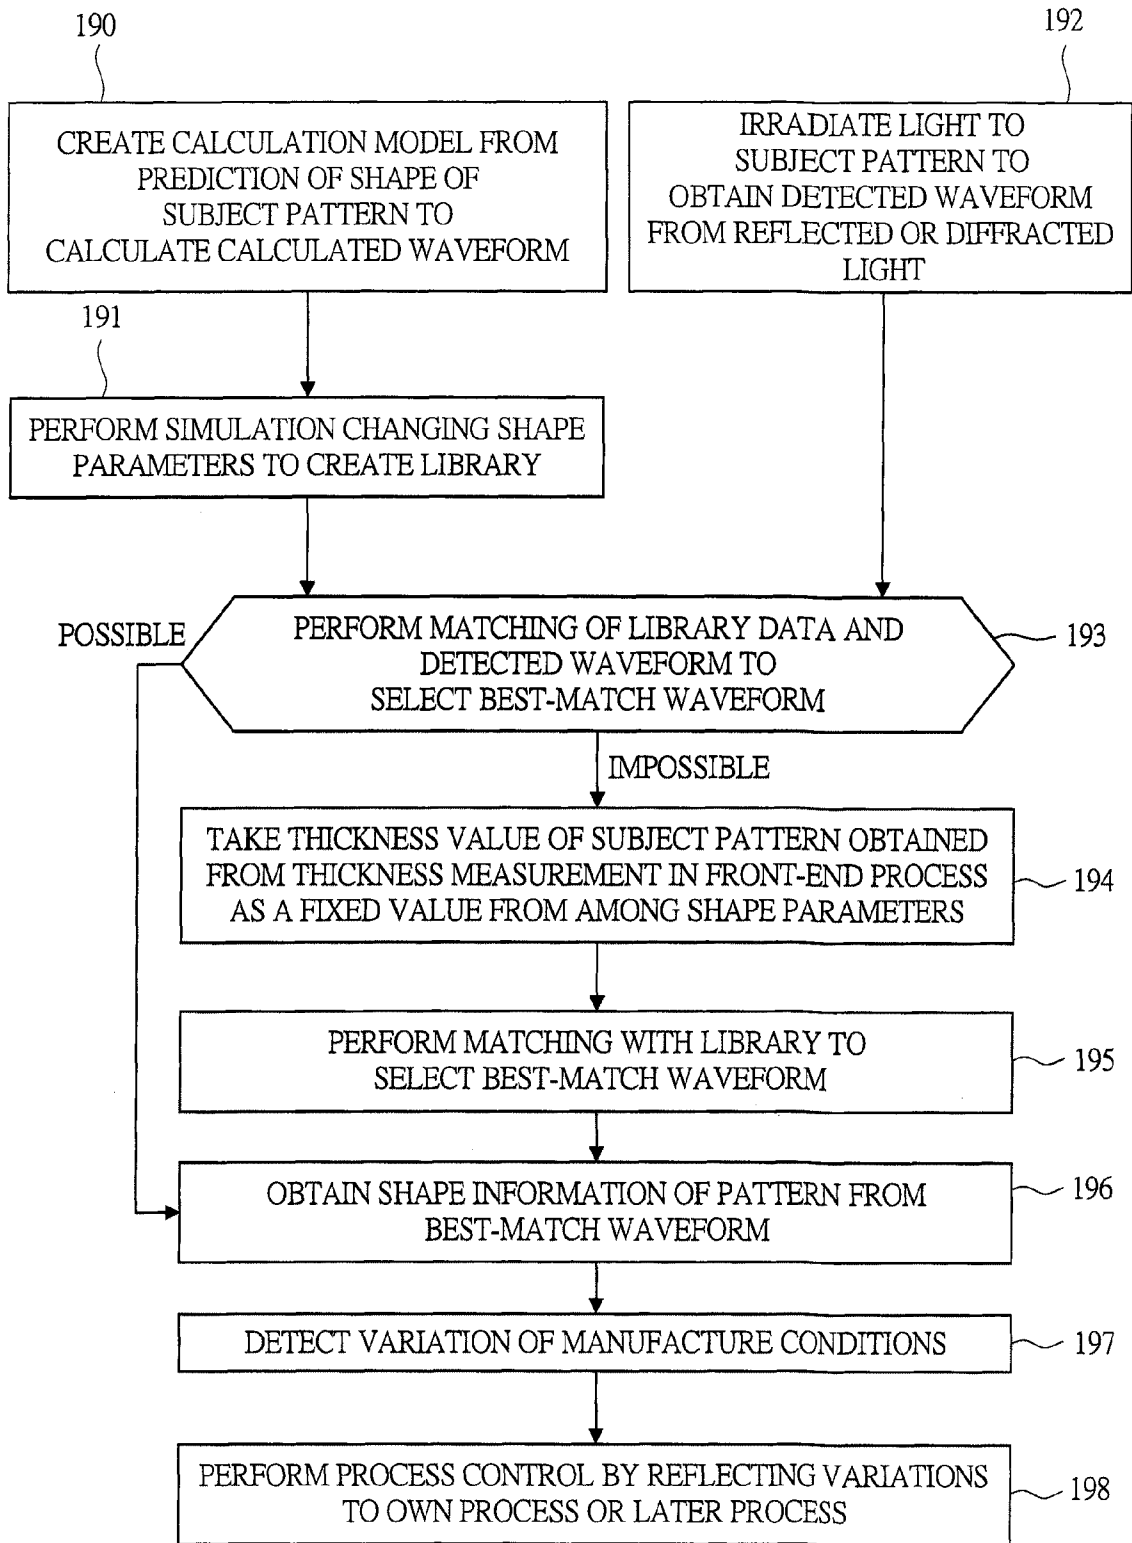 190
CREATE CALCULATION MODEL FROM
PREDICTION OF SHAPE OF
SUBJECT PATTERN TO
CALCULATE CALCULATED WAVEFORM
192
IRRADIATE LIGHT TO
SUBJECT PATTERN TO
OBTAIN DETECTED WAVEFORM
FROM REFLECTED OR DIFFRACTED
LIGHT
191
PERFORM SIMULATION CHANGING SHAPE
PARAMETERS TO CREATE LIBRARY
POSSIBLE
PERFORM MATCHING OF LIBRARY DATA AND
DETECTED WAVEFORM TO
SELECT BEST-MATCH WAVEFORM
193
IMPOSSIBLE
TAKE THICKNESS VALUE OF SUBJECT PATTERN OBTAINED
FROM THICKNESS MEASUREMENT IN FRONT-END PROCESS
AS A FIXED VALUE FROM AMONG SHAPE PARAMETERS
194
PERFORM MATCHING WITH LIBRARY TO
SELECT BEST-MATCH WAVEFORM
195
OBTAIN SHAPE INFORMATION OF PATTERN FROM
BEST-MATCH WAVEFORM
196
DETECT VARIATION OF MANUFACTURE CONDITIONS
197
PERFORM PROCESS CONTROL BY REFLECTING VARIATIONS
TO OWN PROCESS OR LATER PROCESS
198